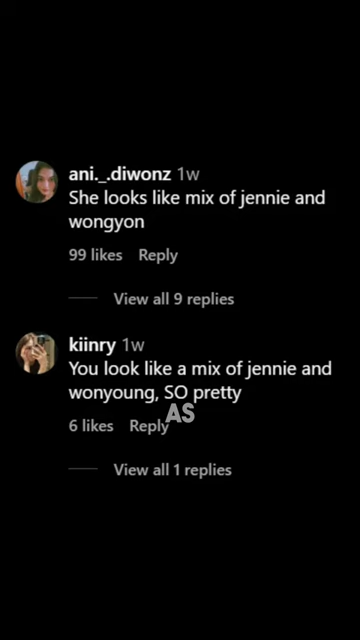 ani._.diwonz 1w
She looks like mix of jennie and
wongyon
99 likes Reply
View all 9 replies
kiinry 1w
You look like a mix of jennie and
wonyoung, SO pretty
AS
6 likes Reply
View all 1 replies